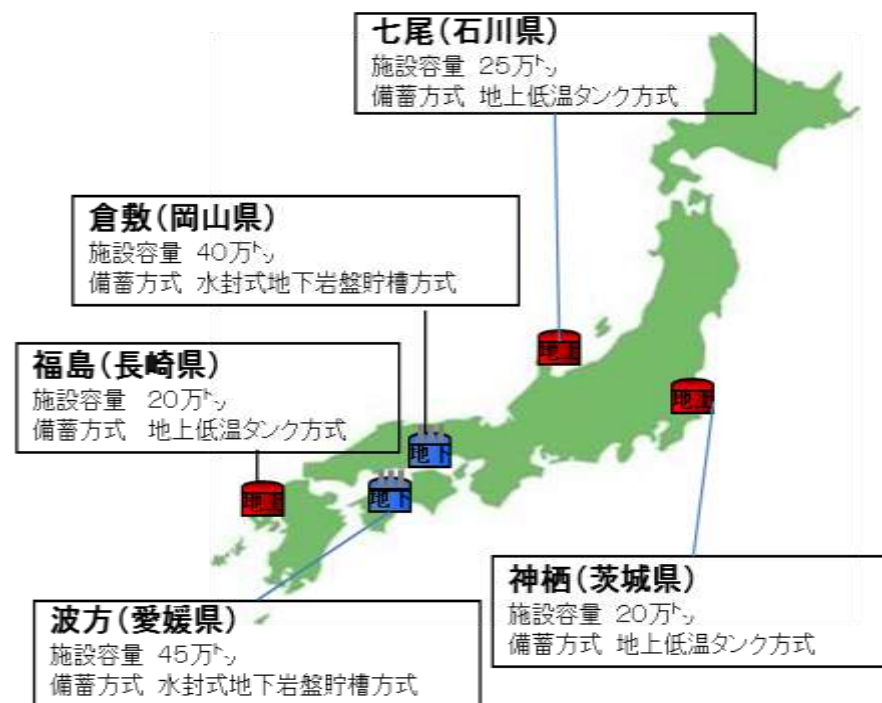 七尾(石川県)
施設容量 25万㌧
備蓄方式 地上低温タンク方式
倉敷(岡山県)
施設容量 40万㌧
備蓄方式 水封式地下岩盤貯槽方式
福島(長崎県)
施設容量 20万㌧
備蓄方式 地上低温タンク方式
地上
地上
地下
地下
地上
神栖(茨城県)
施設容量 20万㌧
備蓄方式 地上低温タンク方式
波方(愛媛県)
施設容量 45万㌧
備蓄方式 水封式地下岩盤貯槽方式